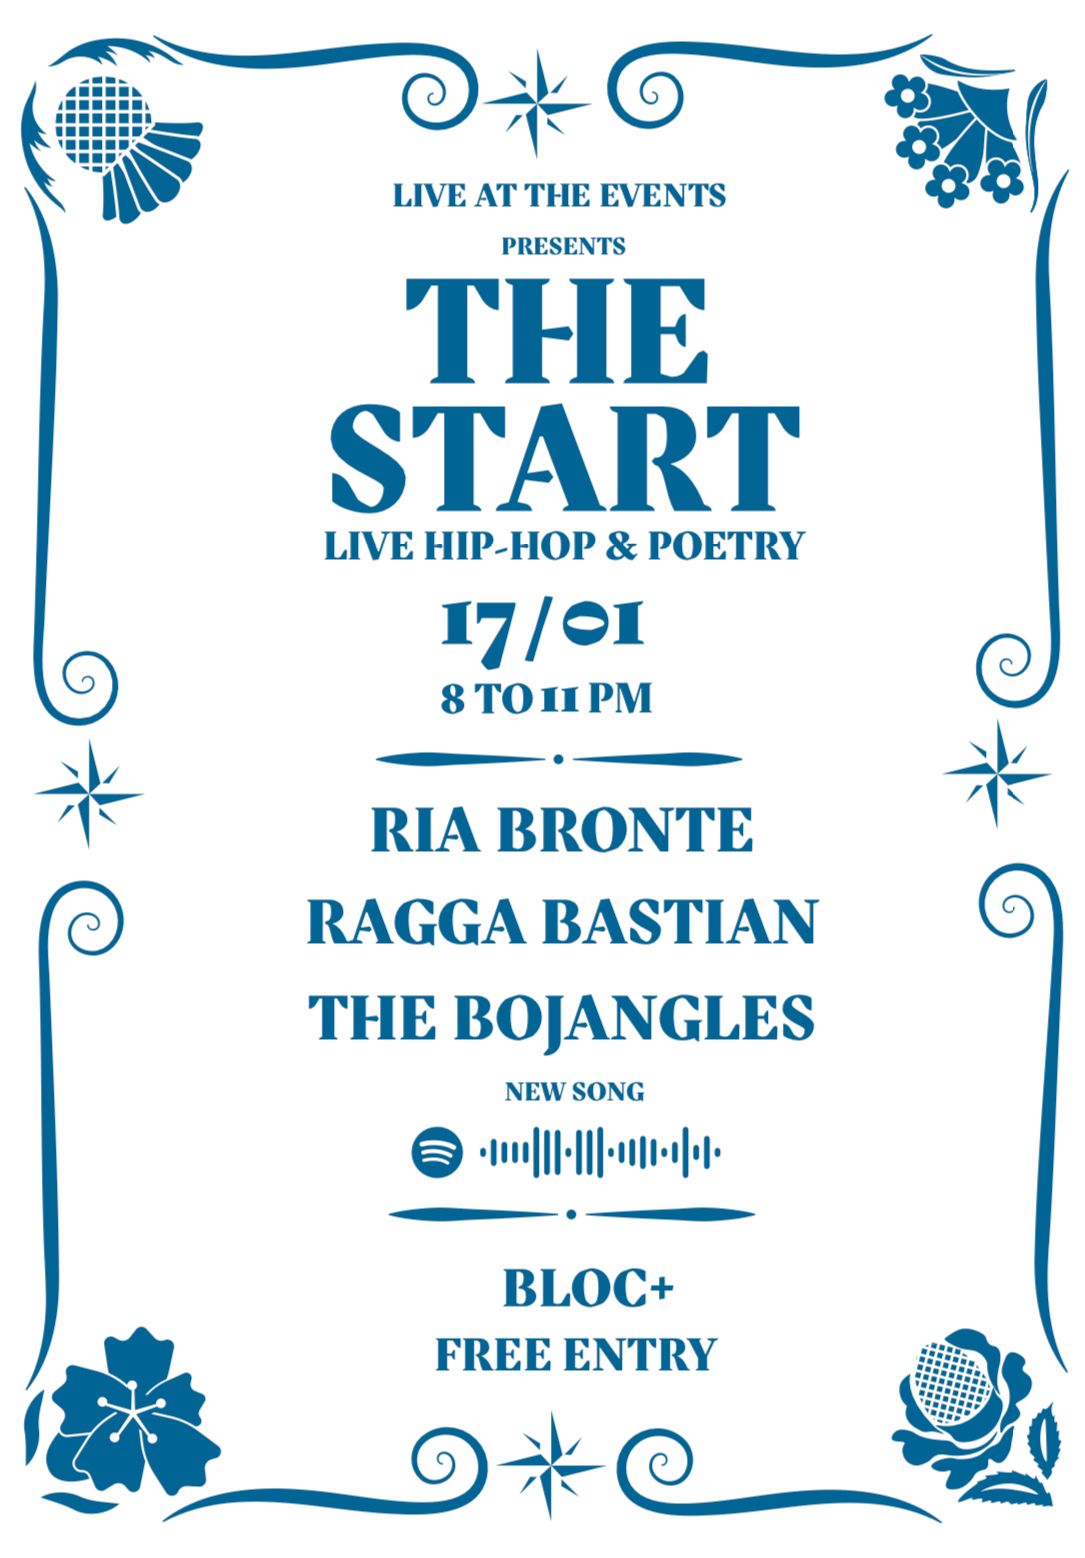 LIVE AT THE EVENTS
PRESENTS
THE
START
LIVE HIP-HOP & POETRY
17/01
8 TO 11 PM
RIA BRONTE
RAGGA BASTIAN
THE BOJANGLES
NEW SONG
BLOC+
FREE ENTRY